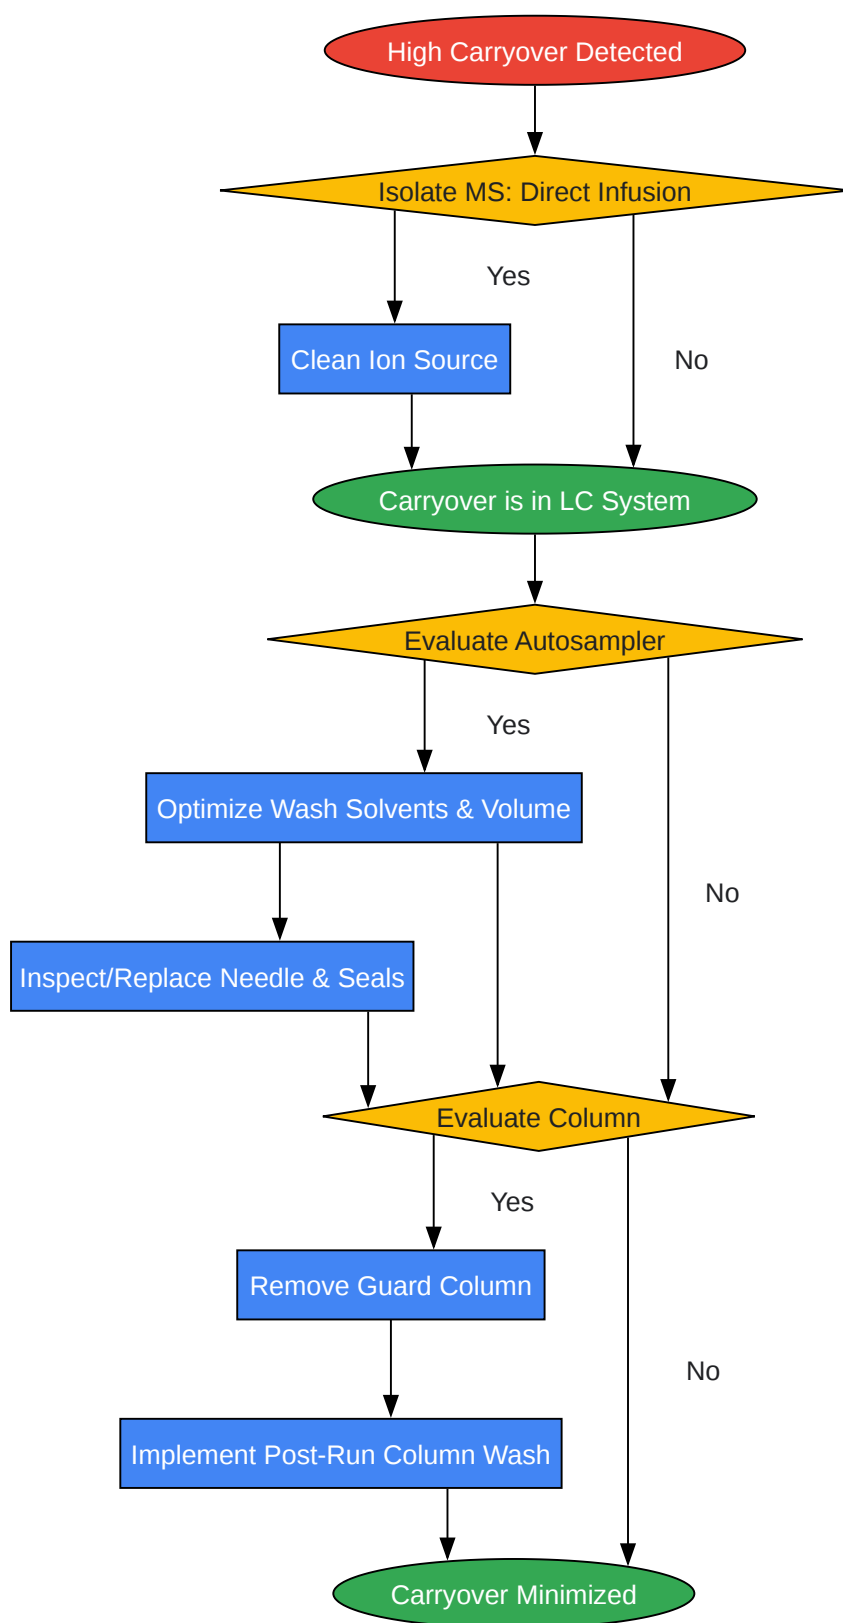 High Carryover Detected
Isolate MS: Direct Infusion
Yes
Clean Ion Source
No
Carryover is in LC System
Evaluate Autosampler
Yes
Optimize Wash Solvents & Volume
No
Inspect/Replace Needle & Seals
Evaluate Column
Yes
Remove Guard Column
No
Implement Post-Run Column Wash
Carryover Minimized